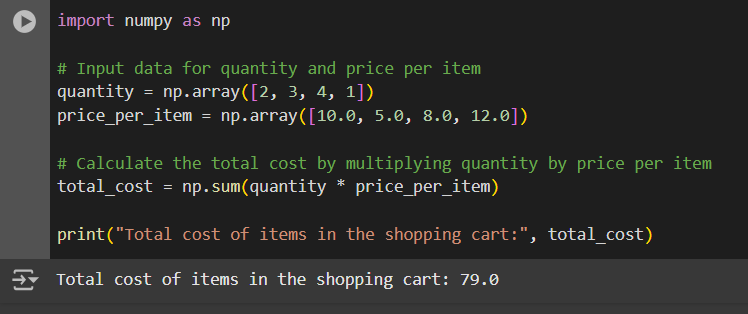 import numpy as np
# Input data for quantity and price per item
quantity = np.array([2, 3, 4, 1])
price_per_item = np.array([10.0, 5.0, 8.0, 12.0])
# Calculate the total cost by multiplying quantity by price per item
total_cost = np.sum(quantity * price_per_item)
print("Total cost of items in the shopping cart:", total_cost)
Total cost of items in the shopping cart: 79.0